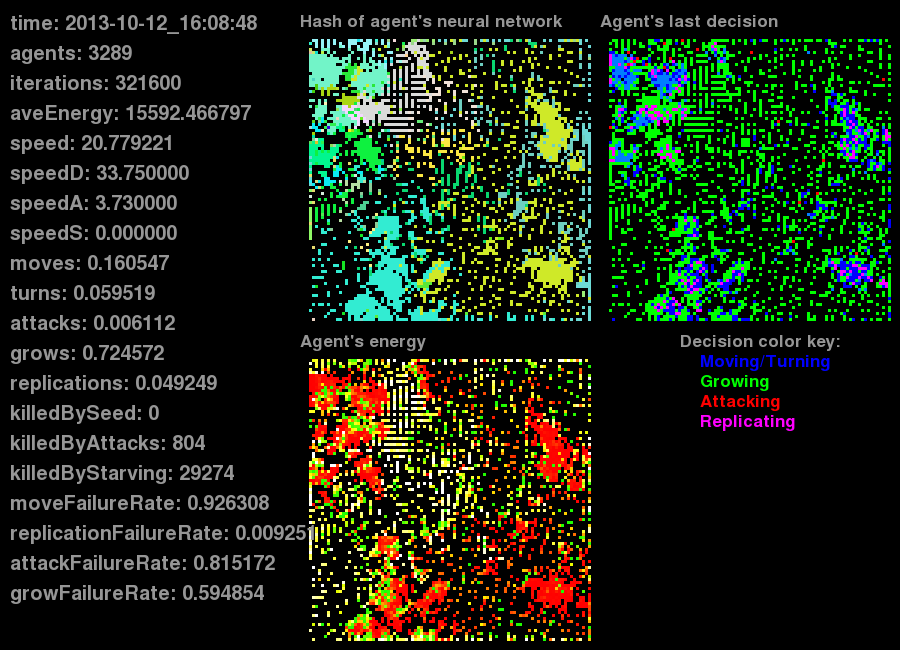 time: 2013-10-12_16:08:48
agents: 3289
iterations: 321600
aveEnergy: 15592.466797
speed: 20.779221
speedD: 33.750000
speedA: 3.730000
speedS: 0.000000
moves: 0.160547
turns: 0.059519
attacks: 0.006112
grows: 0.724572
replications: 0.049249
killedBySeed: 0
killedByAttacks: 804
killedByStarving: 29274
moveFailureRate: 0.926308
replicationFailureRate: 0.009251
attackFailureRate: 0.815172
growFailureRate: 0.594854
Hash of agent's neural network
Agent's last decision
Agent's energy
Decision color key:
Moving/Turning
Growing
Attacking
Replicating